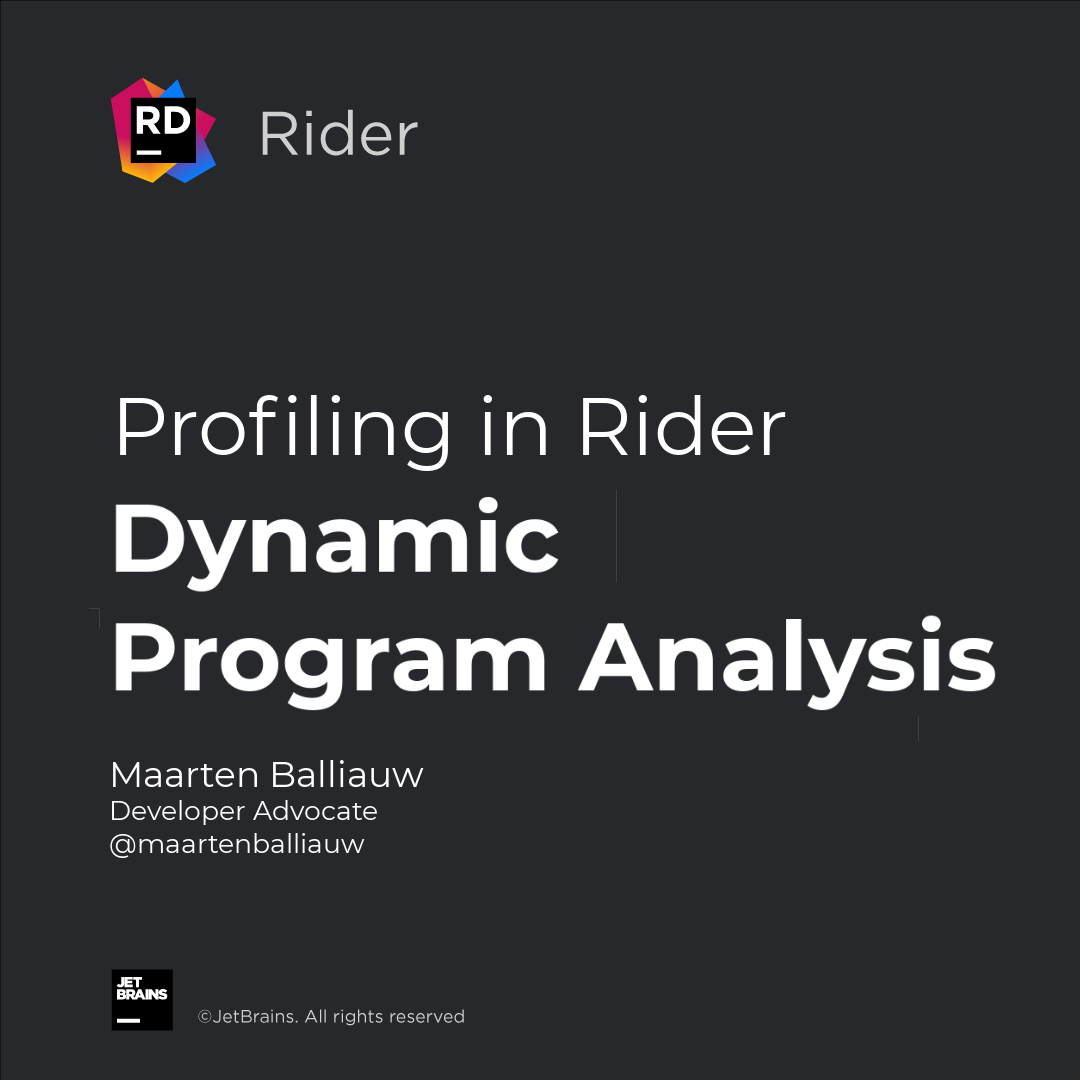 RD
Rider
Profiling in Rider
Dynamic
Program Analysis
Maarten Balliauw
Developer Advocate
@maartenballiauw
JET
BRAINS
©JetBrains. All rights reserved